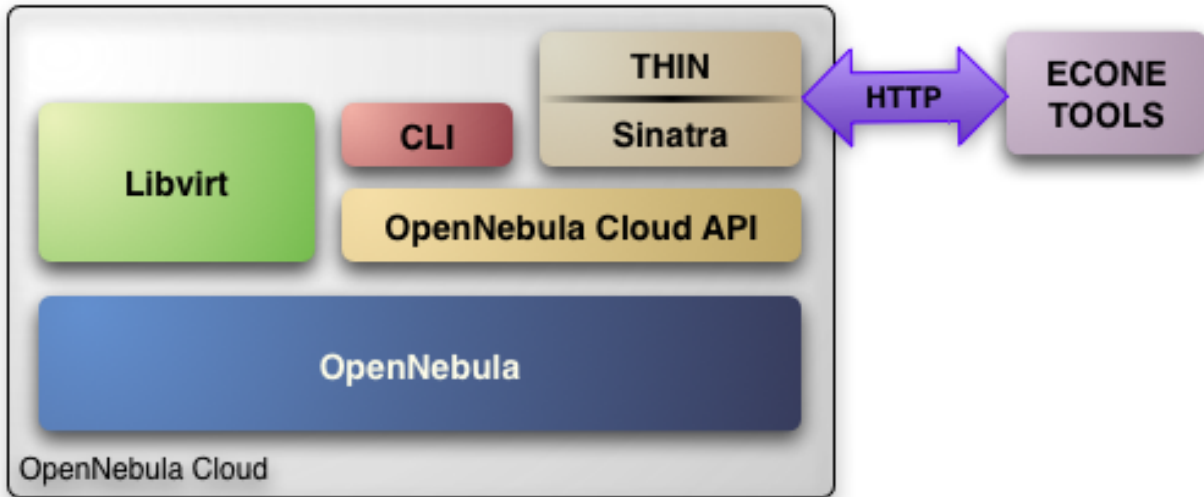 THIN
Sinatra
HTTP
ECONE
TOOLS
CLI
Libvirt
OpenNebula Cloud API
OpenNebula
OpenNebula Cloud